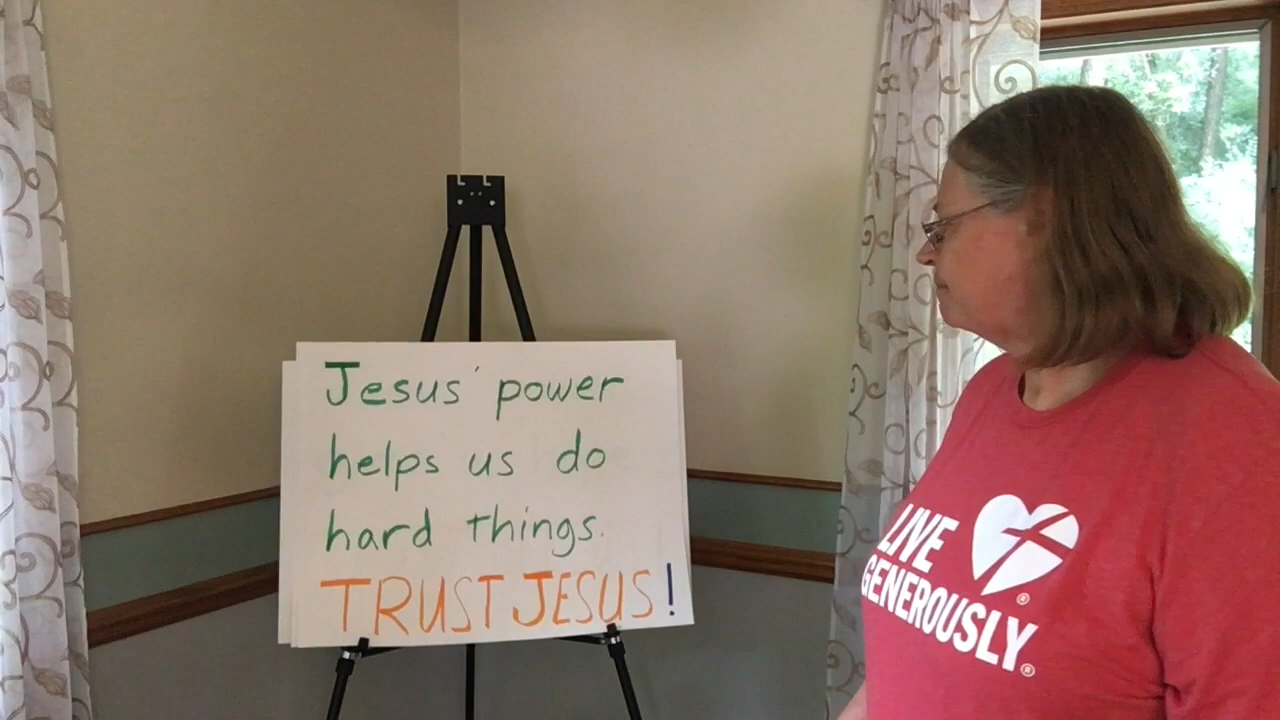 Jesus' power
helps us do
hard things.
TRUST JESUS!
LIVE
GENEROUSLY®
®